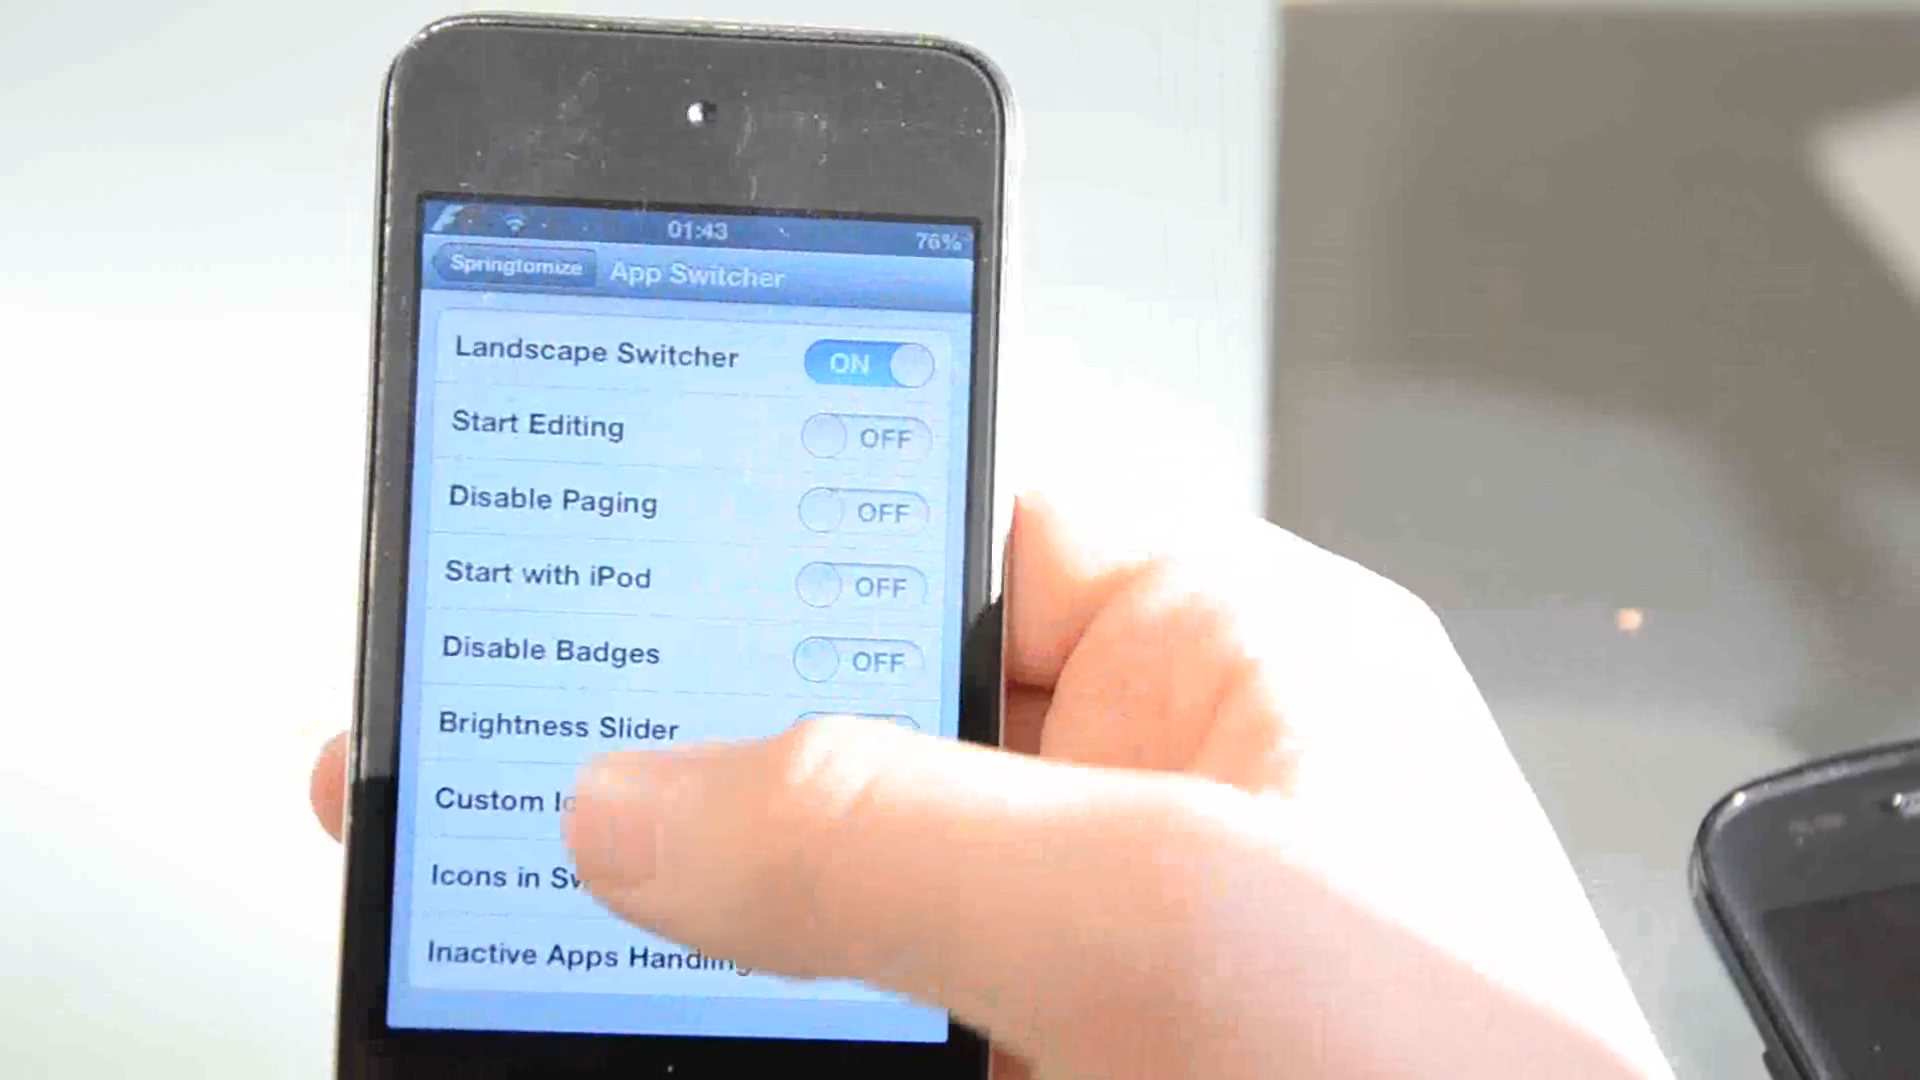 01:43 76%
Springtomize App Switcher
Landscape Switcher ON
Start Editing OFF
Disable Paging OFF
Start with iPod OFF
Disable Badges OFF
Brightness Slider
Custom
Icons in
Inactive Apps Handling